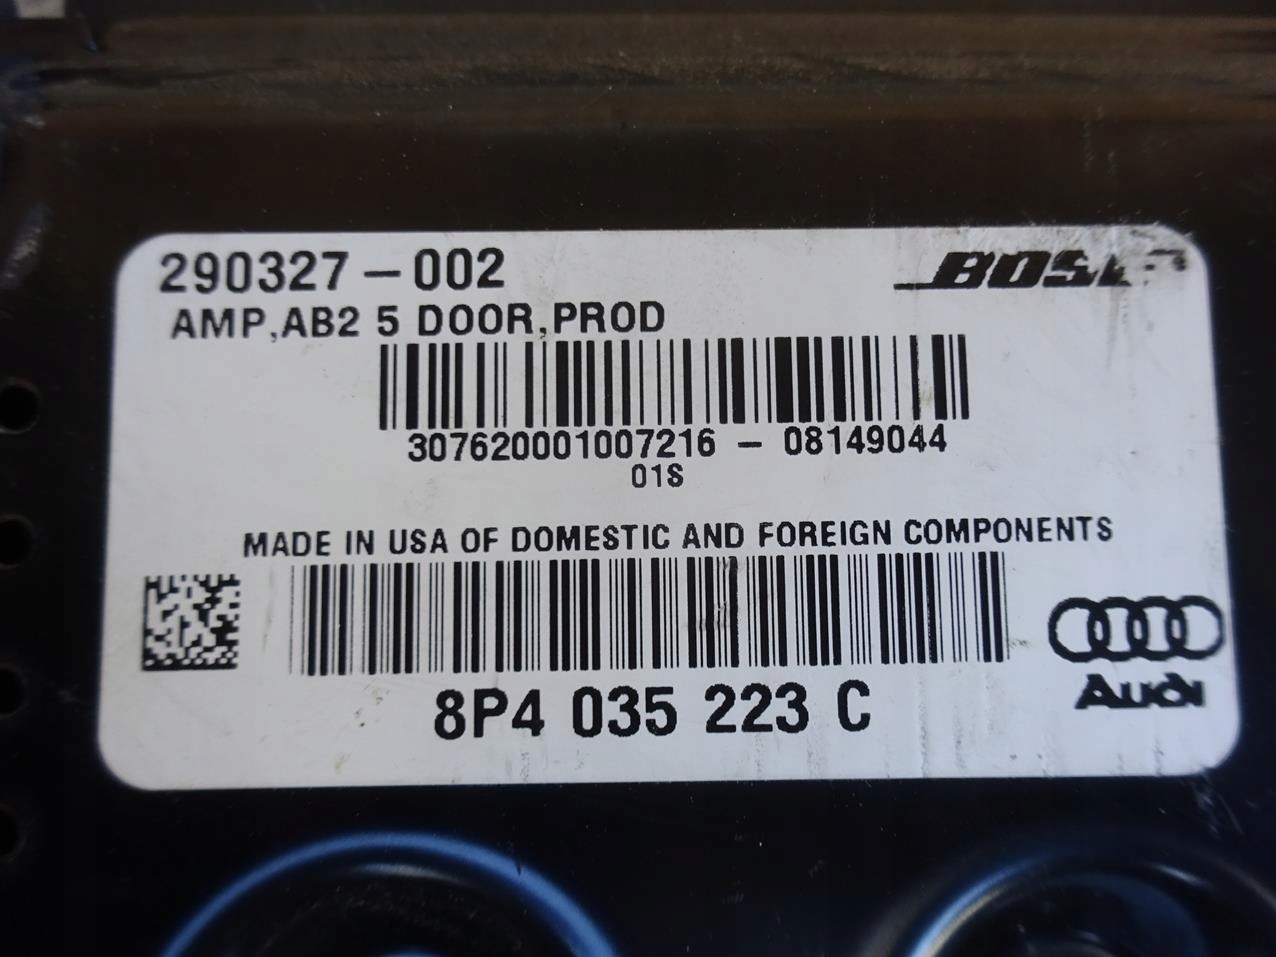 290327-002
BOSE
AMP,AB2 5 DOOR,PROD
307620001007216 - 08149044
01S
MADE IN USA OF DOMESTIC AND FOREIGN COMPONENTS
8P4 035 223 C
Audi